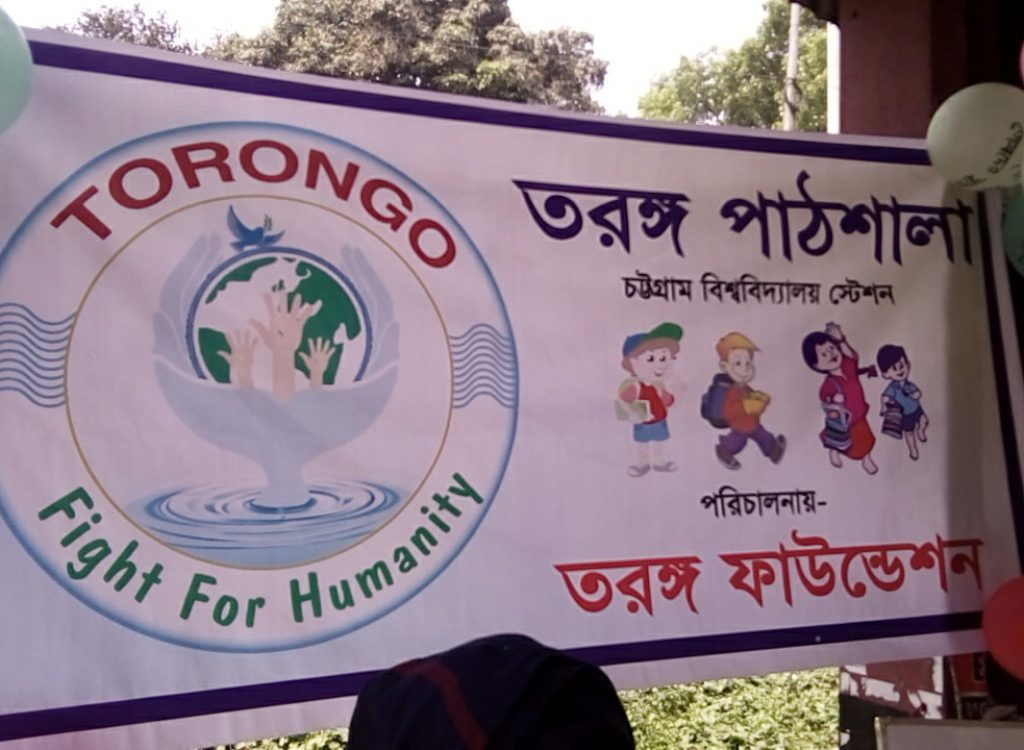 TORONGO
Fight For Humanity
তরঙ্গ পাঠশালা
চট্টগ্রাম বিশ্ববিদ্যালয় স্টেশন
পরিচালনায়-
তরঙ্গ ফাউন্ডেশন